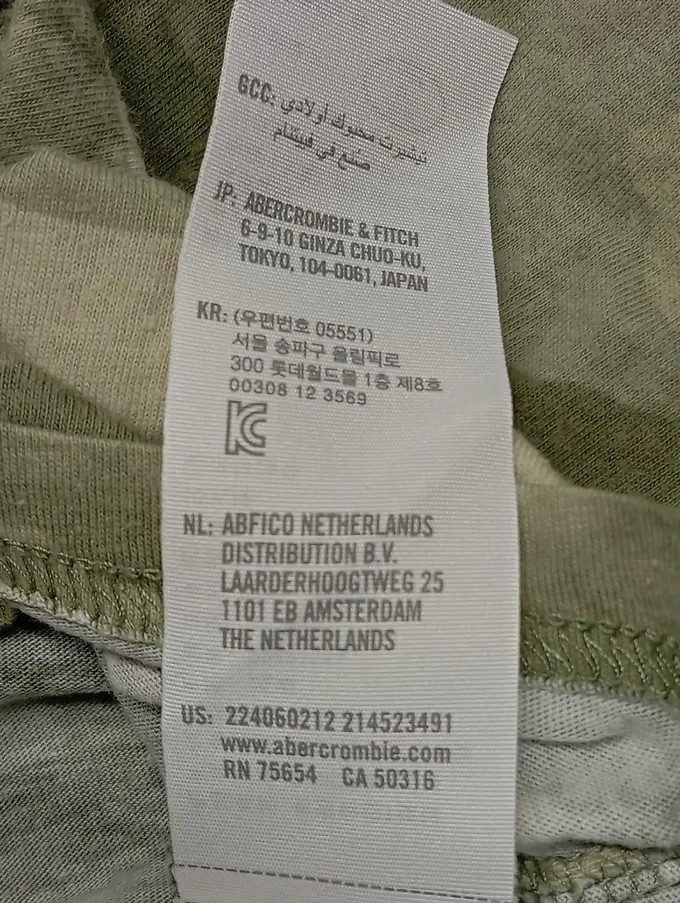 GCC: تيشيرت محبوك أولادي
صُنع في فيتنام
JP: ABERCROMBIE & FITCH
6-9-10 GINZA CHUO-KU,
TOKYO, 104-0061, JAPAN
KR: (우편번호 05551)
서울 송파구 올림픽로
300 롯데월드몰 1층 제8호
00308 12 3569
KC
NL: ABFICO NETHERLANDS
DISTRIBUTION B.V.
LAARDERHOOGTWEG 25
1101 EB AMSTERDAM
THE NETHERLANDS
US: 224060212 214523491
www.abercrombie.com
RN 75654 CA 50316